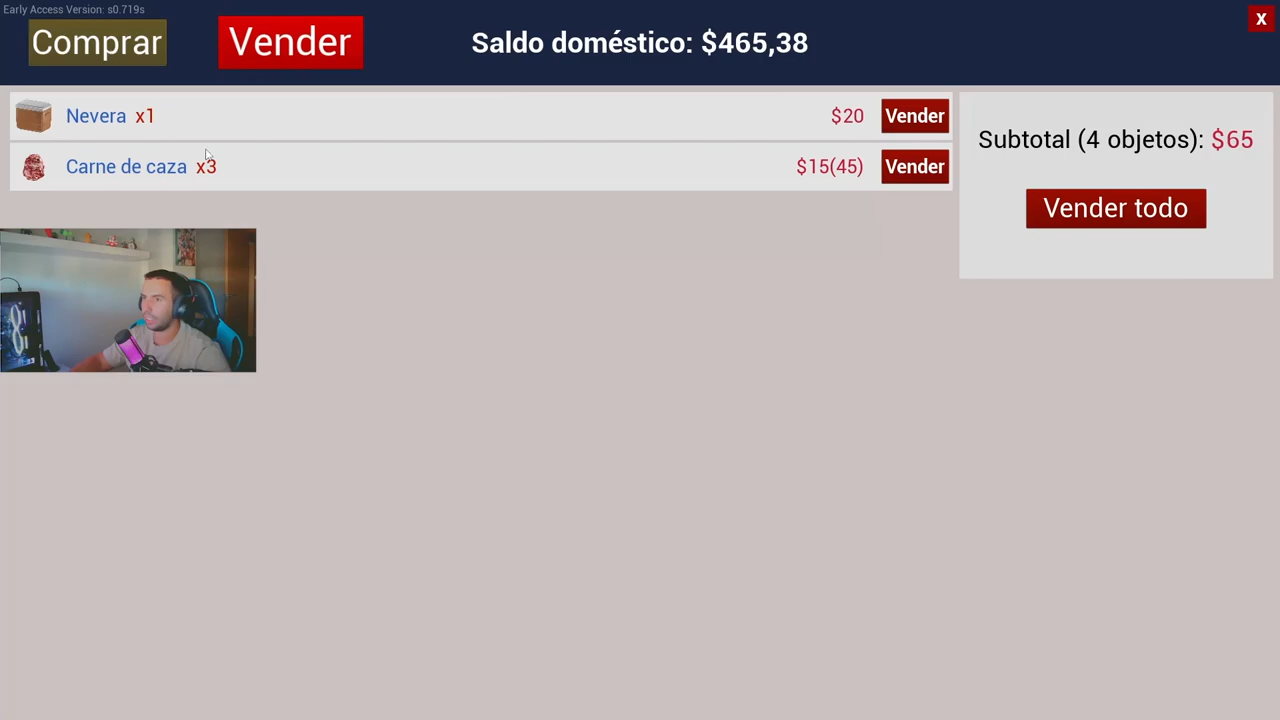 Early Access Version: s0.719s
Comprar
Vender
Saldo doméstico: $465,38
X
Nevera x1
$20
Vender
Carne de caza x3
$15(45)
Vender
Subtotal (4 objetos): $65
Vender todo